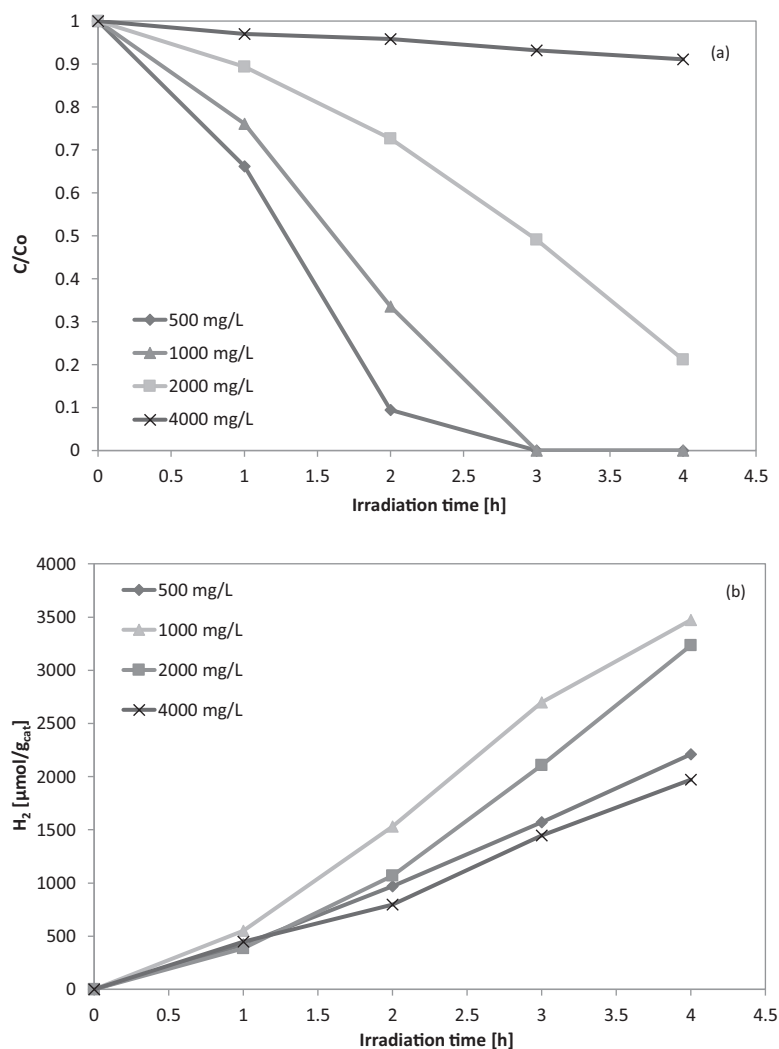 1
0.9
0.8
0.7
0.6
0.5
0.4
0.3
0.2
0.1
0
C/Co
(a)
500 mg/L
1000 mg/L
2000 mg/L
4000 mg/L
0 0.5 1 1.5 2 2.5 3 3.5 4 4.5
Irradiation time [h]
4000
3500
3000
2500
2000
1500
1000
500
0
H2 [µmol/gcat]
(b)
500 mg/L
1000 mg/L
2000 mg/L
4000 mg/L
0 0.5 1 1.5 2 2.5 3 3.5 4 4.5
Irradiation time [h]